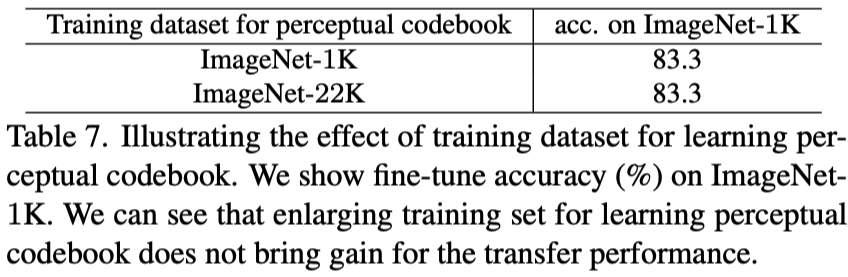 Training dataset for perceptual codebook acc. on ImageNet-1K
ImageNet-1K 83.3
ImageNet-22K 83.3
Table 7. Illustrating the effect of training dataset for learning per-
ceptual codebook. We show fine-tune accuracy (%) on ImageNet-
1K. We can see that enlarging training set for learning perceptual
codebook does not bring gain for the transfer performance.